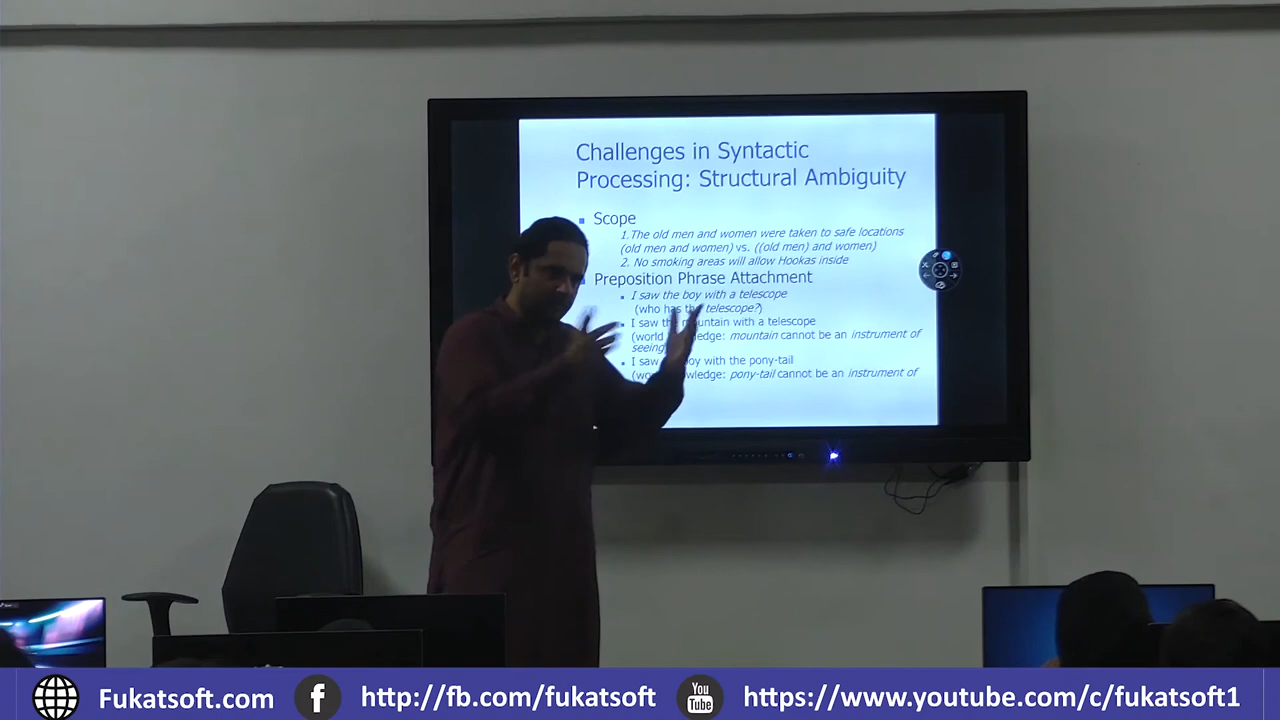 Challenges in Syntactic
Processing: Structural Ambiguity
Scope
1.The old men and women were taken to safe locations
(old men and women) vs. ((old men) and women)
2. No smoking areas will allow Hookas inside
Preposition Phrase Attachment
I saw the boy with a telescope
(who has the telescope?)
I saw the mountain with a telescope
(world knowledge: mountain cannot be an instrument of
seeing
I saw boy with the pony-tail
pony-tail cannot be an instrument of
Fukatsoft.com
http://fb.com/fukatsoft
You
Tube
https://www.youtube.com/c/fukatsoft1